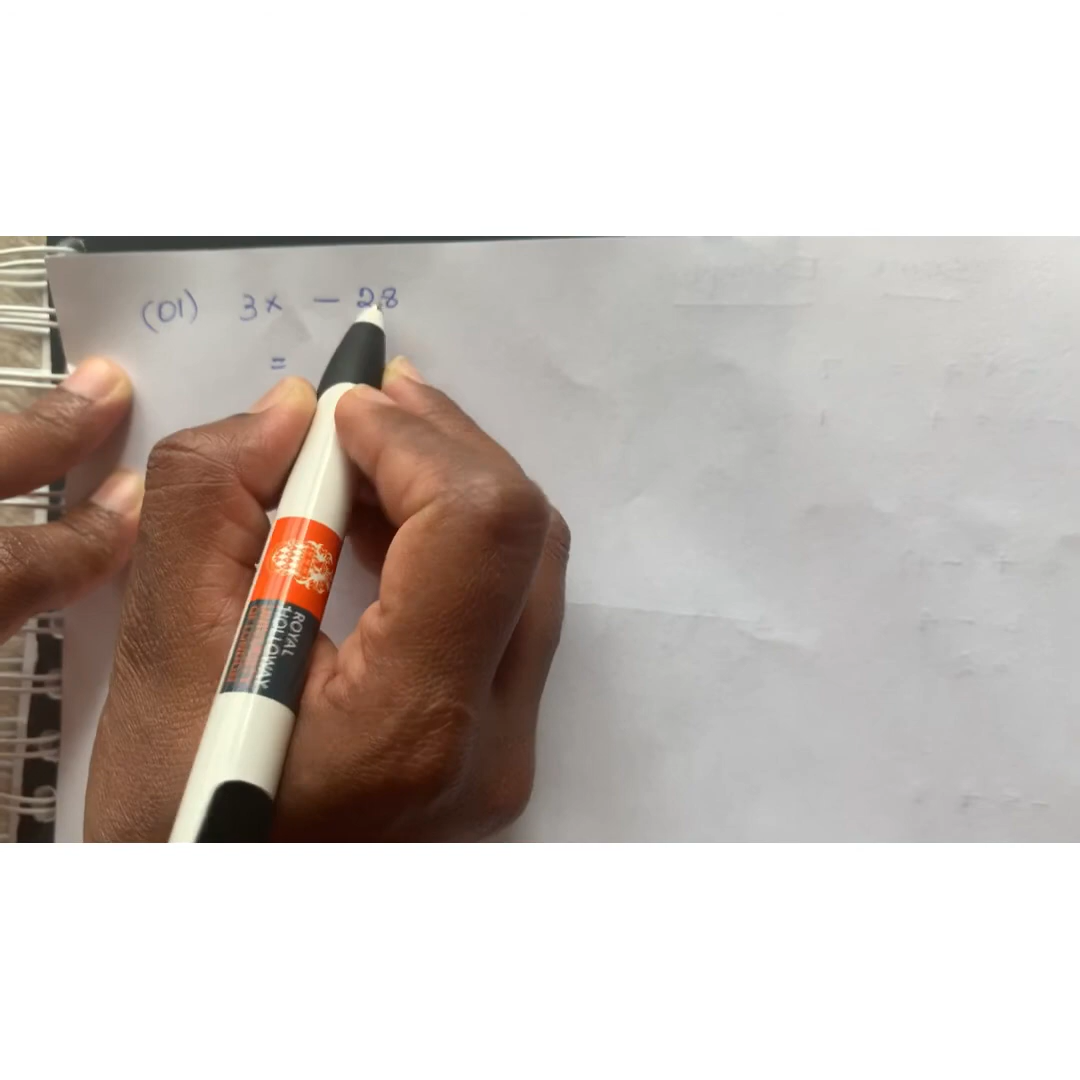 (01) 3x - 28
=
ROYAL
HOLLOWAY